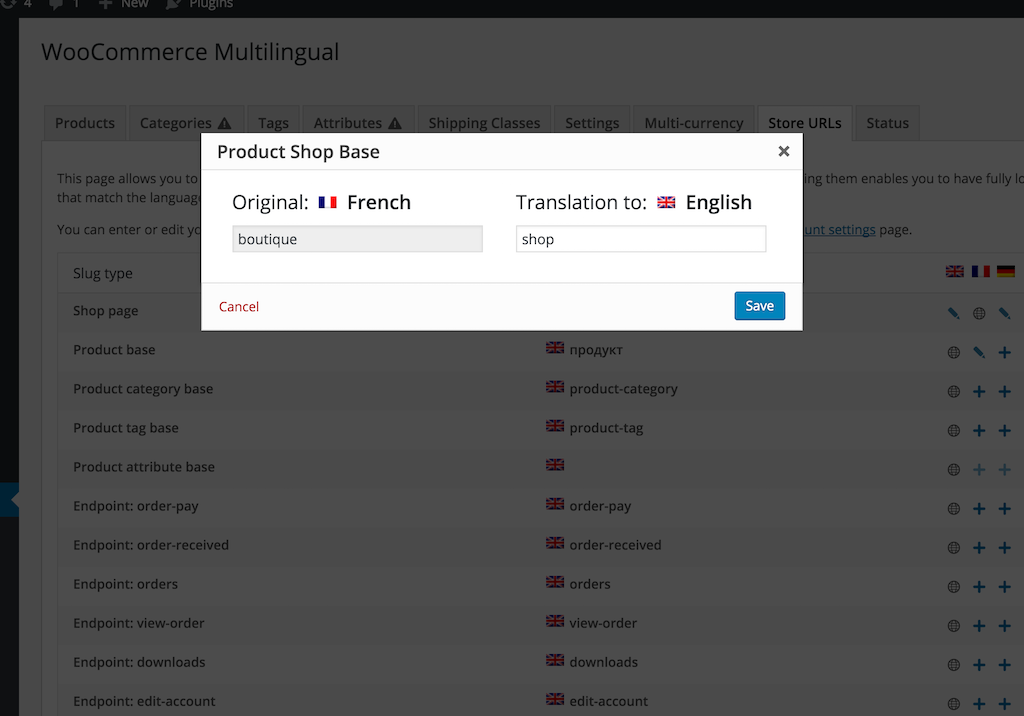 4 1 New Plugins
WooCommerce Multilingual
Products Categories Tags Attributes Shipping Classes Settings Multi-currency Store URLs Status
This page allows you to
ing them enables you to have fully lo
that match the language
You can enter or edit yo
unt settings page.
Product Shop Base
Original: French Translation to: English
boutique shop
Cancel Save
Slug type
Shop page
Product base продукт
Product category base product-category
Product tag base product-tag
Product attribute base
Endpoint: order-pay order-pay
Endpoint: order-received order-received
Endpoint: orders orders
Endpoint: view-order view-order
Endpoint: downloads downloads
Endpoint: edit-account edit-account